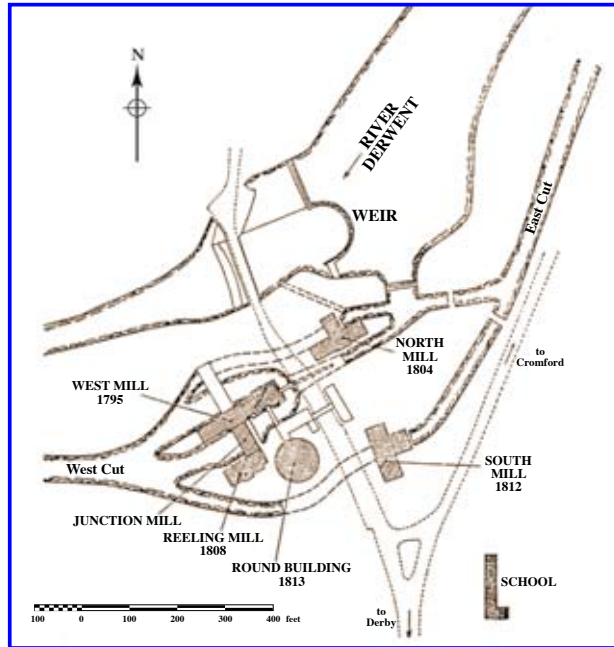 N
RIVER
DERWENT
WEIR
East Cut
NORTH
MILL
1804
to
Cromford
WEST MILL
1795
West Cut
SOUTH
MILL
1812
JUNCTION MILL
REELING MILL
1808
ROUND BUILDING
1813
SCHOOL
to
Derby
100 0 100 200 300 400 feet